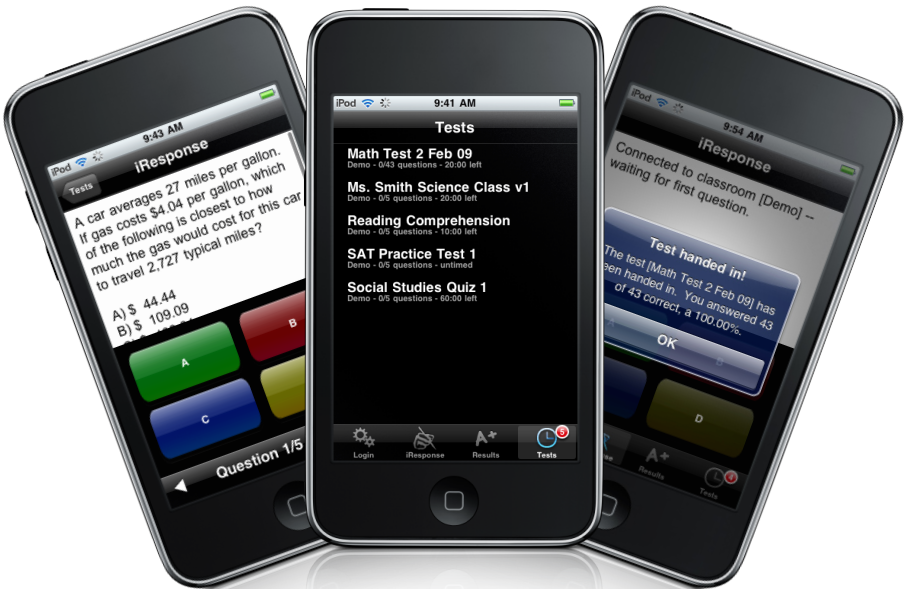 iPod
9:43 AM
Tests
iResponse
A car averages 27 miles per gallon.
If gas costs $4.04 per gallon, which
of the following is closest to how
much the gas would cost for this car
to travel 2,727 typical miles?
A) $ 44.44
B) $ 109.09
A
B
C
Question 1/5
iPod
9:41 AM
Tests
Math Test 2 Feb 09
Demo - 0/43 questions - 20:00 left
Ms. Smith Science Class v1
Demo - 0/5 questions - 20:00 left
Reading Comprehension
Demo - 0/5 questions - 10:00 left
SAT Practice Test 1
Demo - 0/5 questions - untimed
Social Studies Quiz 1
Demo - 0/5 questions - 60:00 left
Login
iResponse
A+
Results
5
Tests
iPod
9:54 AM
iResponse
Connected to classroom [Demo] --
waiting for first question.
Test handed in!
The test [Math Test 2 Feb 09] has
been handed in. You answered 43
of 43 correct, a 100.00%.
OK
D
A+
Results
4
Tests